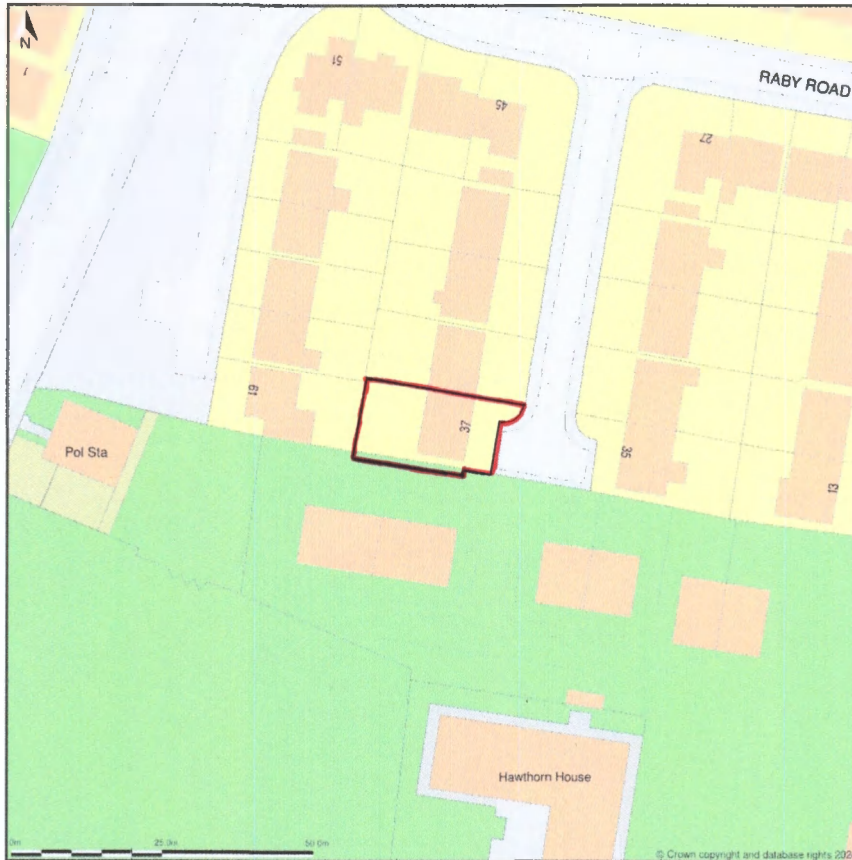 N
51
45
RABY ROAD
27
61
37
35
13
Pol Sta
Hawthorn House
0m
25.0m
50.0m
© Crown copyright and database rights 202